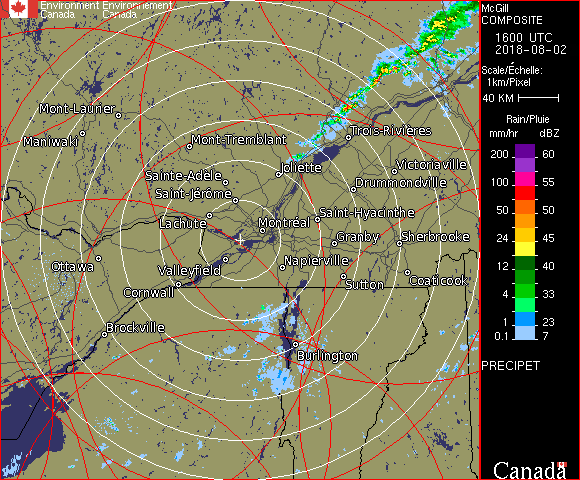 Environment Environnement
Canada Canada
McGill
COMPOSITE
1600 UTC
2018-08-02
Scale/Échelle:
1km/Pixel
40 KM
Rain/Pluie
mm/hr dBZ
200 60
150 57
100 55
50 50
24 45
12 40
4 33
1 23
0.1 7
PRECIPET
Canada
Mont-Laurier
Maniwaki
Mont-Tremblant
Trois-Rivières
Joliette
Victoriaville
Sainte-Adèle
Drummondville
Saint-Jérôme
Saint-Hyacinthe
Lachute
Montréal
Granby
Sherbrooke
Ottawa
Valleyfield
Napierville
Cornwall
Sutton
Coaticook
Brockville
Burlington